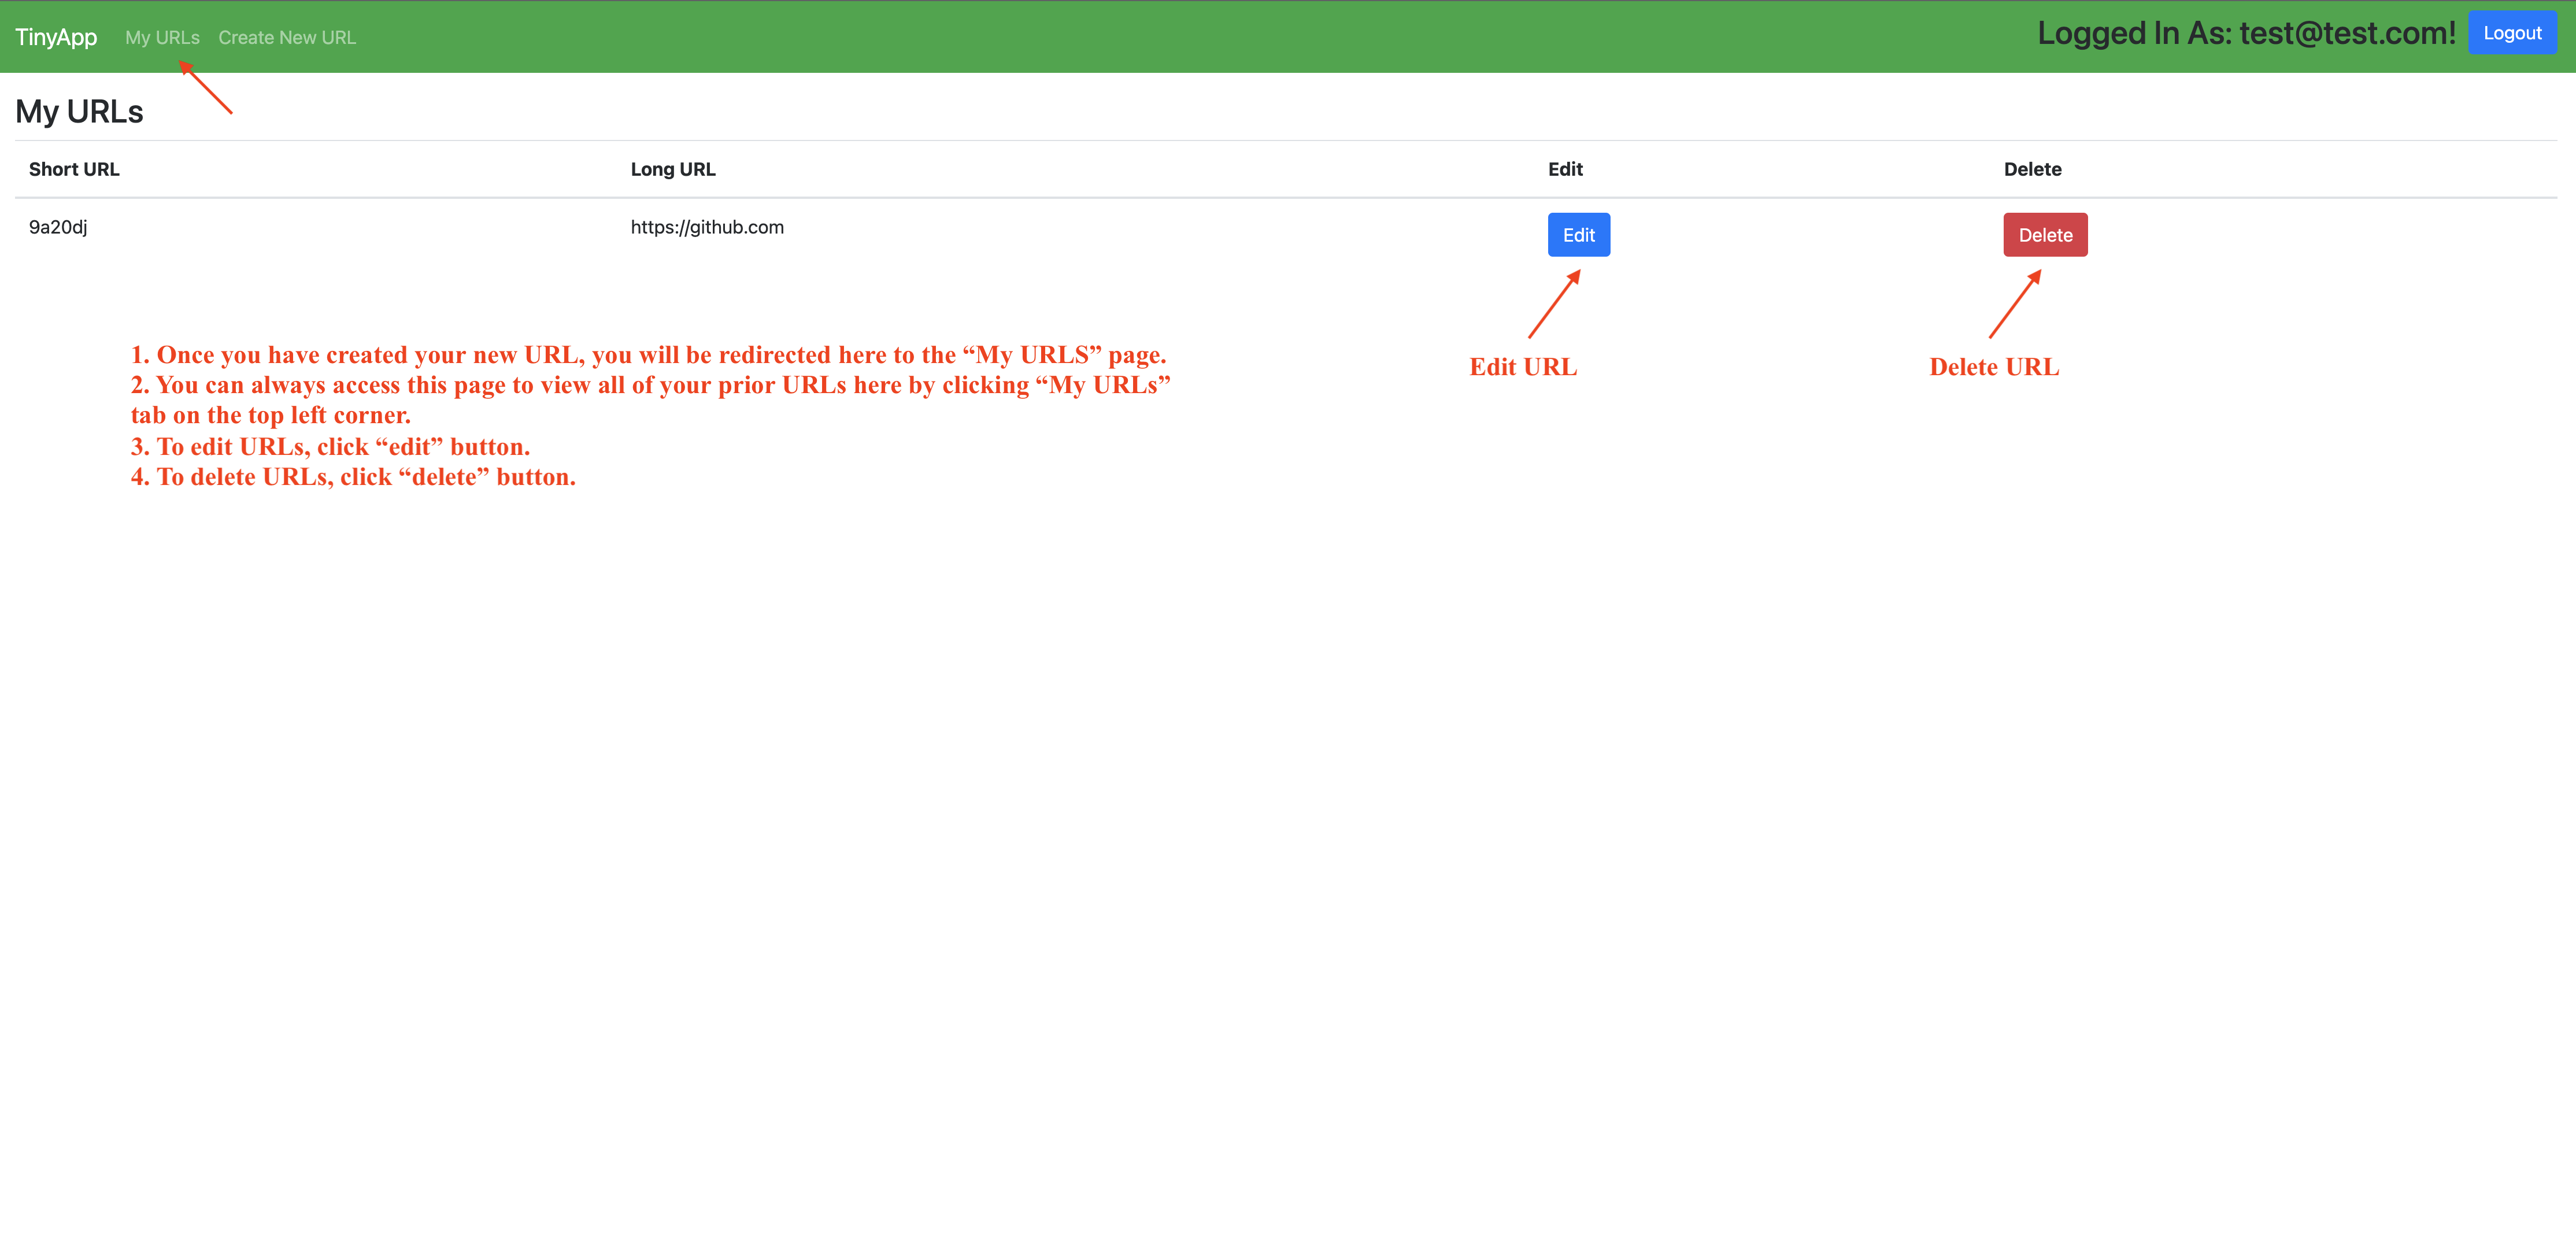 TinyApp My URLs Create New URL Logged In As: test@test.com! Logout
My URLs
Short URL Long URL Edit Delete
9a20dj https://github.com Edit Delete
1. Once you have created your new URL, you will be redirected here to the “My URLS” page.
2. You can always access this page to view all of your prior URLs here by clicking “My URLs”
tab on the top left corner.
3. To edit URLs, click “edit” button.
4. To delete URLs, click “delete” button.
Edit URL
Delete URL